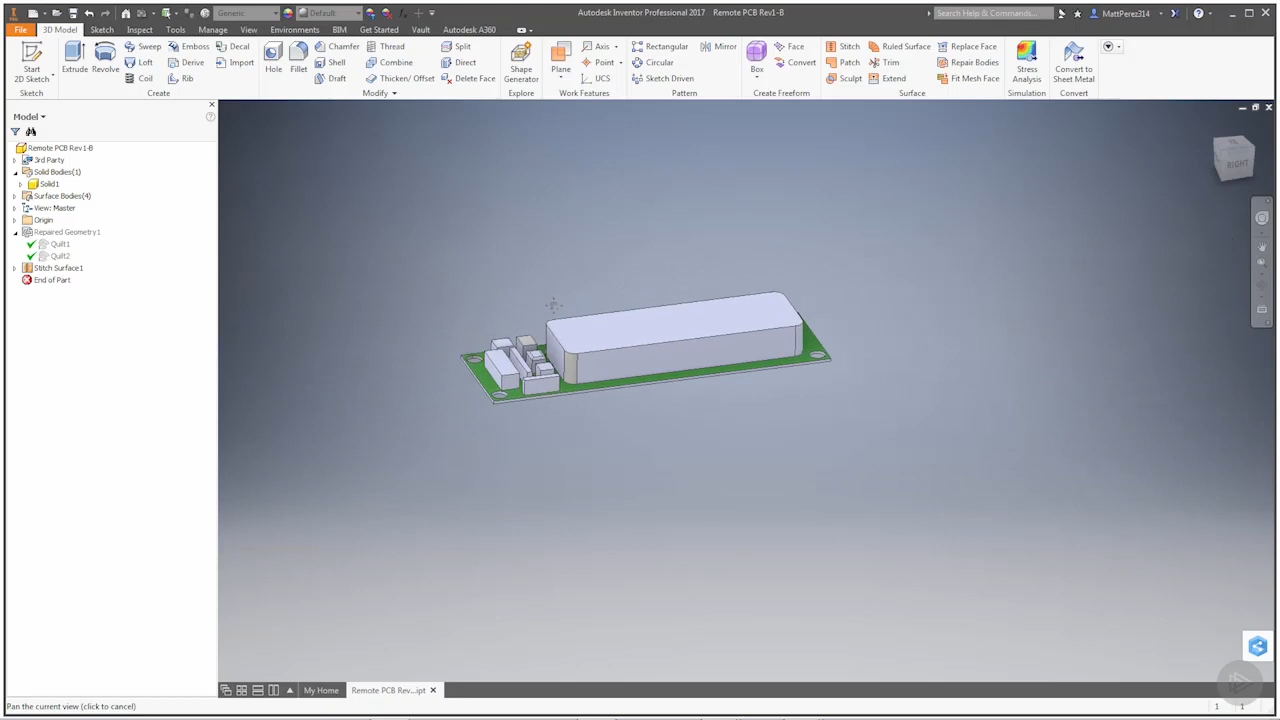 Generic Default Autodesk Inventor Professional 2017 Remote PCB Rev1-B Search Help & Commands... MattPerez314
File 3D Model Sketch Inspect Tools Manage View Environments BIM Get Started Vault Autodesk A360
Sweep Emboss Decal Chamfer Thread Split Axis Rectangular Mirror Face Stitch Ruled Surface Replace Face
Loft Derive Import Shell Combine Direct Point Circular Convert Patch Trim Repair Bodies
Start 2D Sketch Extrude Revolve Coil Rib Hole Fillet Draft Thicken/ Offset Delete Face Shape Generator Plane UCS Sketch Driven Box Sculpt Extend Fit Mesh Face Stress Analysis Convert to Sheet Metal
Sketch Create Modify Explore Work Features Pattern Create Freeform Surface Simulation Convert
Model
Remote PCB Rev1-B
3rd Party
Solid Bodies(1)
Solid1
Surface Bodies(4)
View: Master
Origin
Repaired Geometry1
Quilt1
Quilt2
Stitch Surface1
End of Part
RIGHT
My Home Remote PCB Rev...ipt
Pan the current view (click to cancel) 1 1